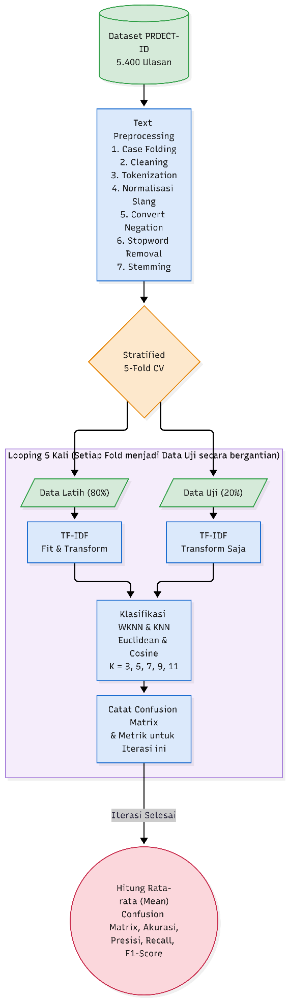 Dataset PRDECT-
ID
5.400 Ulasan
Text
Preprocessing
1. Case Folding
2. Cleaning
3. Tokenization
4. Normalisasi
Slang
5. Convert
Negation
6. Stopword
Removal
7. Stemming
Stratified
5-Fold CV
Looping 5 Kali (Setiap Fold menjadi Data Uji secara bergantian)
Data Latih (80%)
Data Uji (20%)
TF-IDF
Fit & Transform
TF-IDF
Transform Saja
Klasifikasi
WKNN & KNN
Euclidean &
Cosine
K = 3, 5, 7, 9, 11
Catat Confusion
Matrix
& Metrik untuk
Iterasi ini
Iterasi Selesai
Hitung Rata-
rata (Mean)
Confusion
Matrix, Akurasi,
Presisi, Recall,
F1-Score